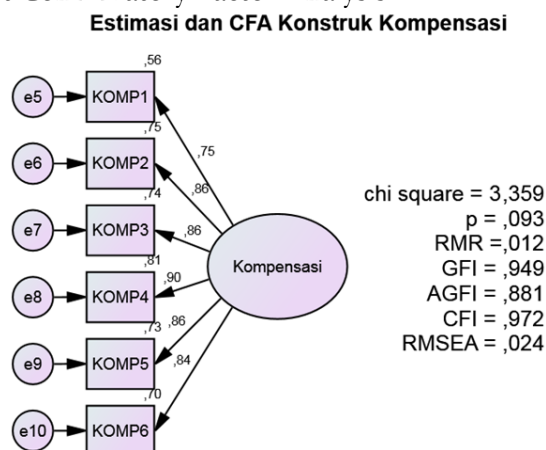 Estimasi dan CFA Konstruk Kompensasi
,56
e5 KOMP1
,75
,75
e6 KOMP2
,86
,74
e7 KOMP3
,86
,81
e8 KOMP4
,90
,73
e9 KOMP5
,86
,70
e10 KOMP6
,84
Kompensasi
chi square = 3,359
p = ,093
RMR =,012
GFI = ,949
AGFI = ,881
CFI = ,972
RMSEA = ,024